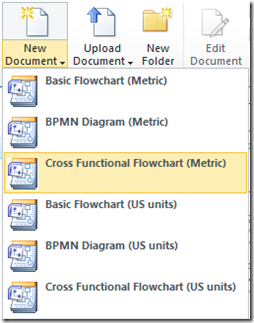 New
Document
Upload
Document
New
Folder
Edit
Document
Basic Flowchart (Metric)
BPMN Diagram (Metric)
Cross Functional Flowchart (Metric)
Basic Flowchart (US units)
BPMN Diagram (US units)
Cross Functional Flowchart (US units)